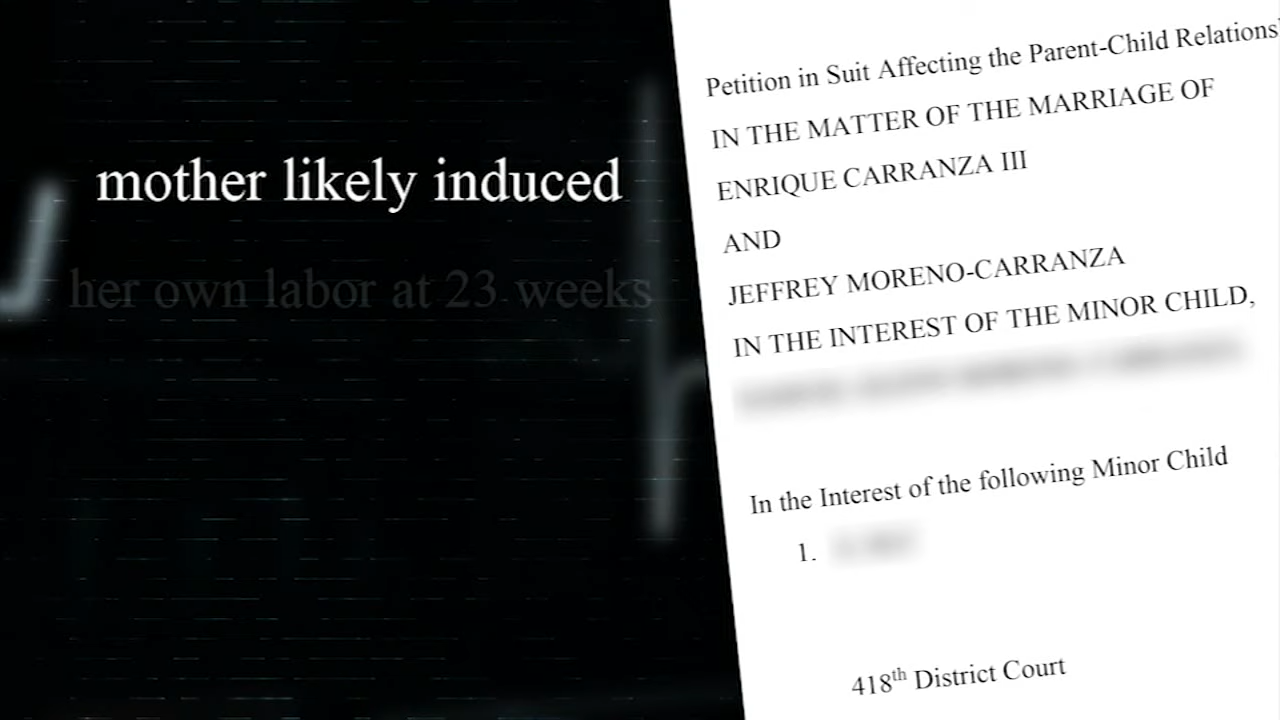 mother likely induced
her own labor at 23 weeks
Petition in Suit Affecting the Parent-Child Relations
IN THE MATTER OF THE MARRIAGE OF
ENRIQUE CARRANZA III
AND
JEFFREY MORENO-CARRANZA
IN THE INTEREST OF THE MINOR CHILD,
In the Interest of the following Minor Child
1.
418th District Court